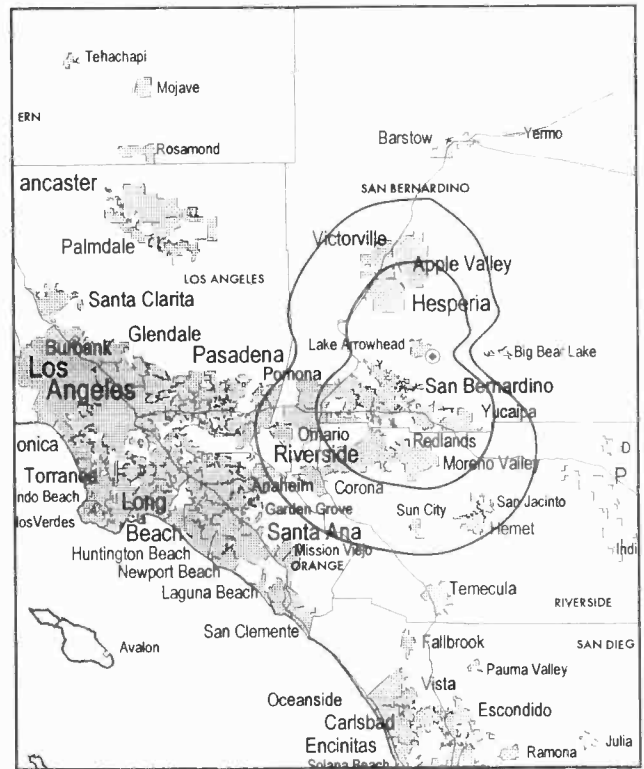 Tehachapi
Mojave
ERN
Barstow
Yermo
Rosamond
ancaster
SAN BERNARDINO
Palmdale
Victorville
Apple Valley
LOS ANGELES
Santa Clarita
Hesperia
Glendale
Burbank
Pasadena
Lake Arrowhead
Big Bear Lake
Los
Angeles
Pomona
San Bernardino
Yucaipa
onica
Ontario
Redlands
D
Riverside
Moreno Valley
P
Torrance
Anaheim
Corona
ndo Beach
Long
Garden Grove
Sun City
San Jacinto
losVerdes
Beach
Santa Ana
Hemet
Indi
Huntington Beach
Mission Viejo
Newport Beach
ORANGE
Laguna Beach
Temecula
RIVERSIDE
San Clemente
Avalon
Fallbrook
SAN DIEG
Pauma Valley
Vista
Oceanside
Escondido
Carlsbad
Encinitas
Julia
Ramona
Solana Beach